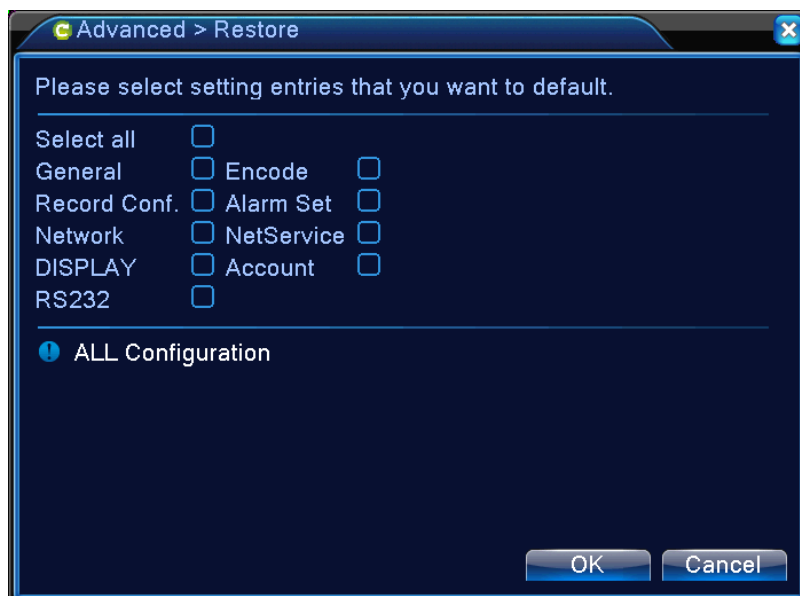 Advanced > Restore
Please select setting entries that you want to default.
Select all
General Encode
Record Conf. Alarm Set
Network NetService
DISPLAY Account
RS232
ALL Configuration
OK Cancel